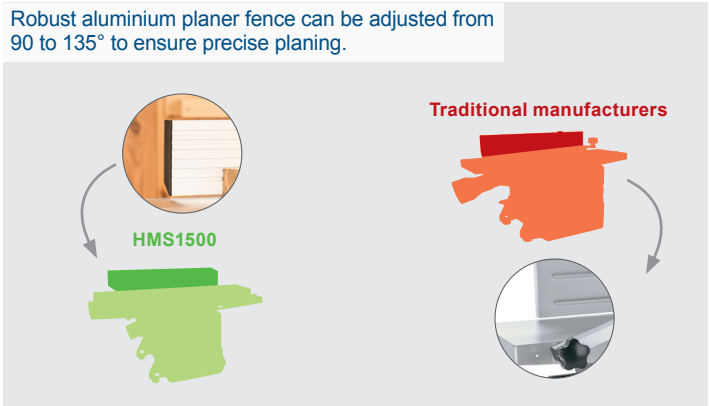 Robust aluminium planer fence can be adjusted from
90 to 135° to ensure precise planing.
Traditional manufacturers
HMS1500